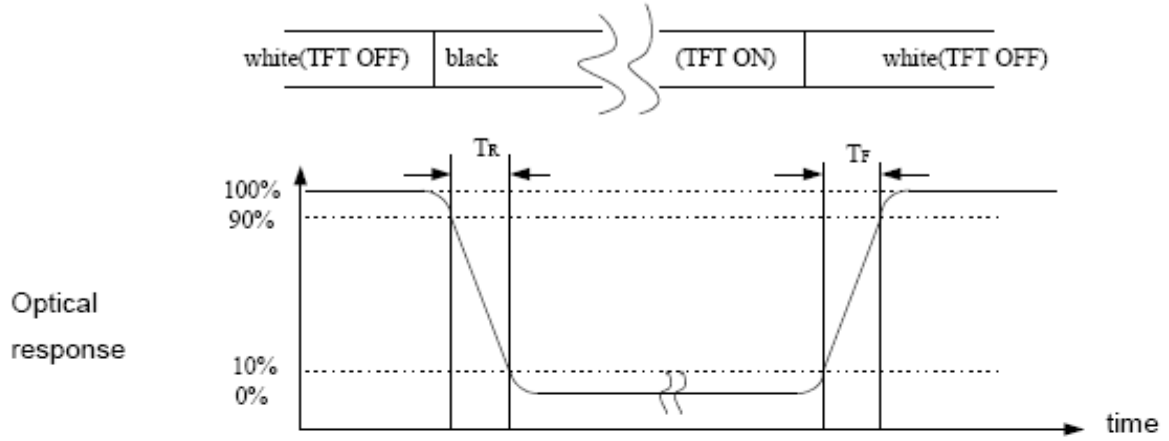 white(TFT OFF) black (TFT ON) white(TFT OFF)
TR TF
100%
90%
Optical
response
10%
0%
time